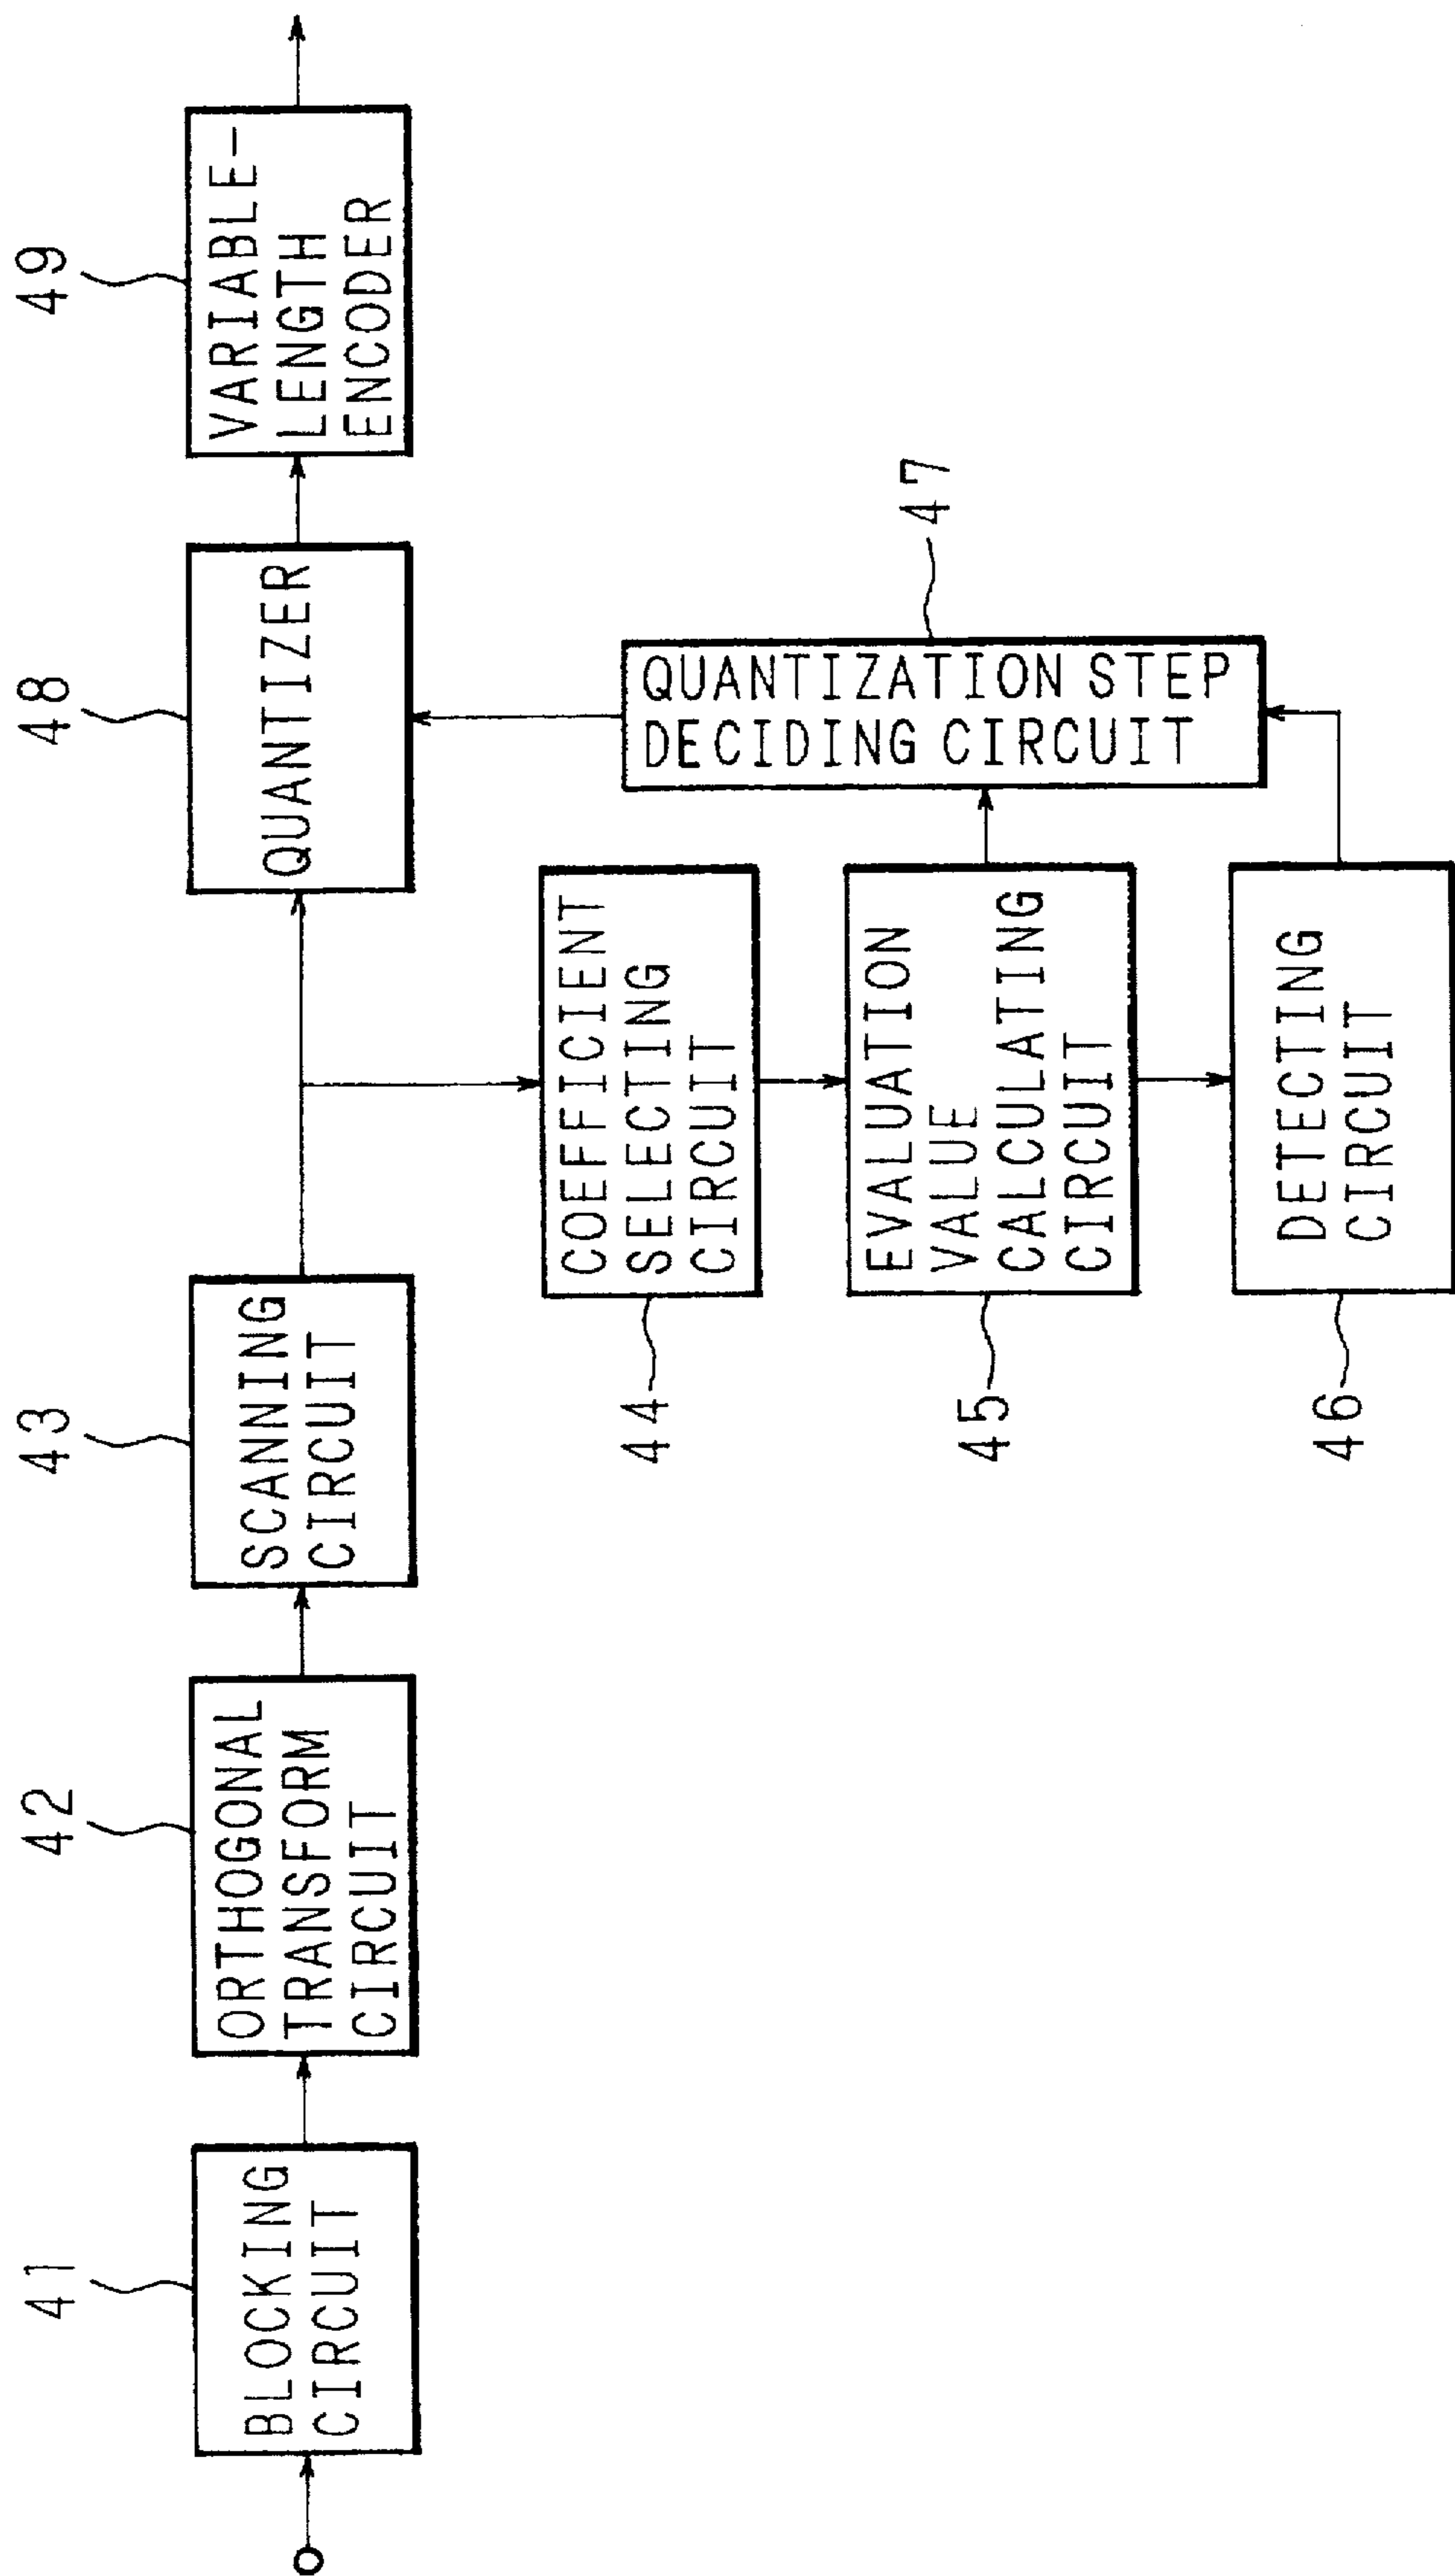 41
BLOCKING
CIRCUIT
42
ORTHOGONAL
TRANSFORM
CIRCUIT
43
SCANNING
CIRCUIT
48
QUANTIZER
49
VARIABLE-
LENGTH
ENCODER
44
COEFFICIENT
SELECTING
CIRCUIT
45
EVALUATION
VALUE
CALCULATING
CIRCUIT
46
DETECTING
CIRCUIT
47
QUANTIZATION STEP
DECIDING CIRCUIT